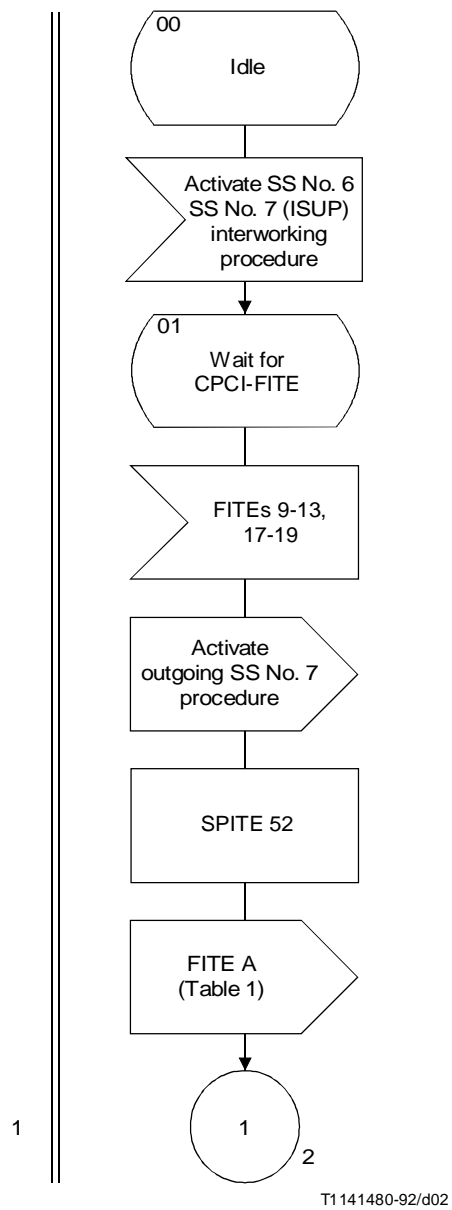 00
Idle
Activate SS No. 6
SS No. 7 (ISUP)
interworking
procedure
01
Wait for
CPCI-FITE
FITEs 9-13,
17-19
Activate
outgoing SS No. 7
procedure
SPITE 52
FITE A
(Table 1)
1
1
2
T1141480-92/d02